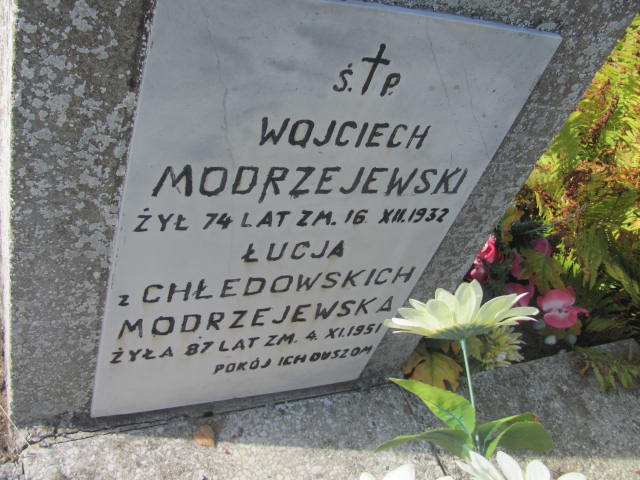 Ś. P.
WOJCIECH
MODRZEJEWSKI
ŻYŁ 74 LAT ZM. 16 XII.1932
ŁUCJA
z CHŁĘDOWSKICH
MODRZEJEWSKA
ŻYŁA 87 LAT ZM. 4. XI.1951
POKÓJ ICH DUSZOM